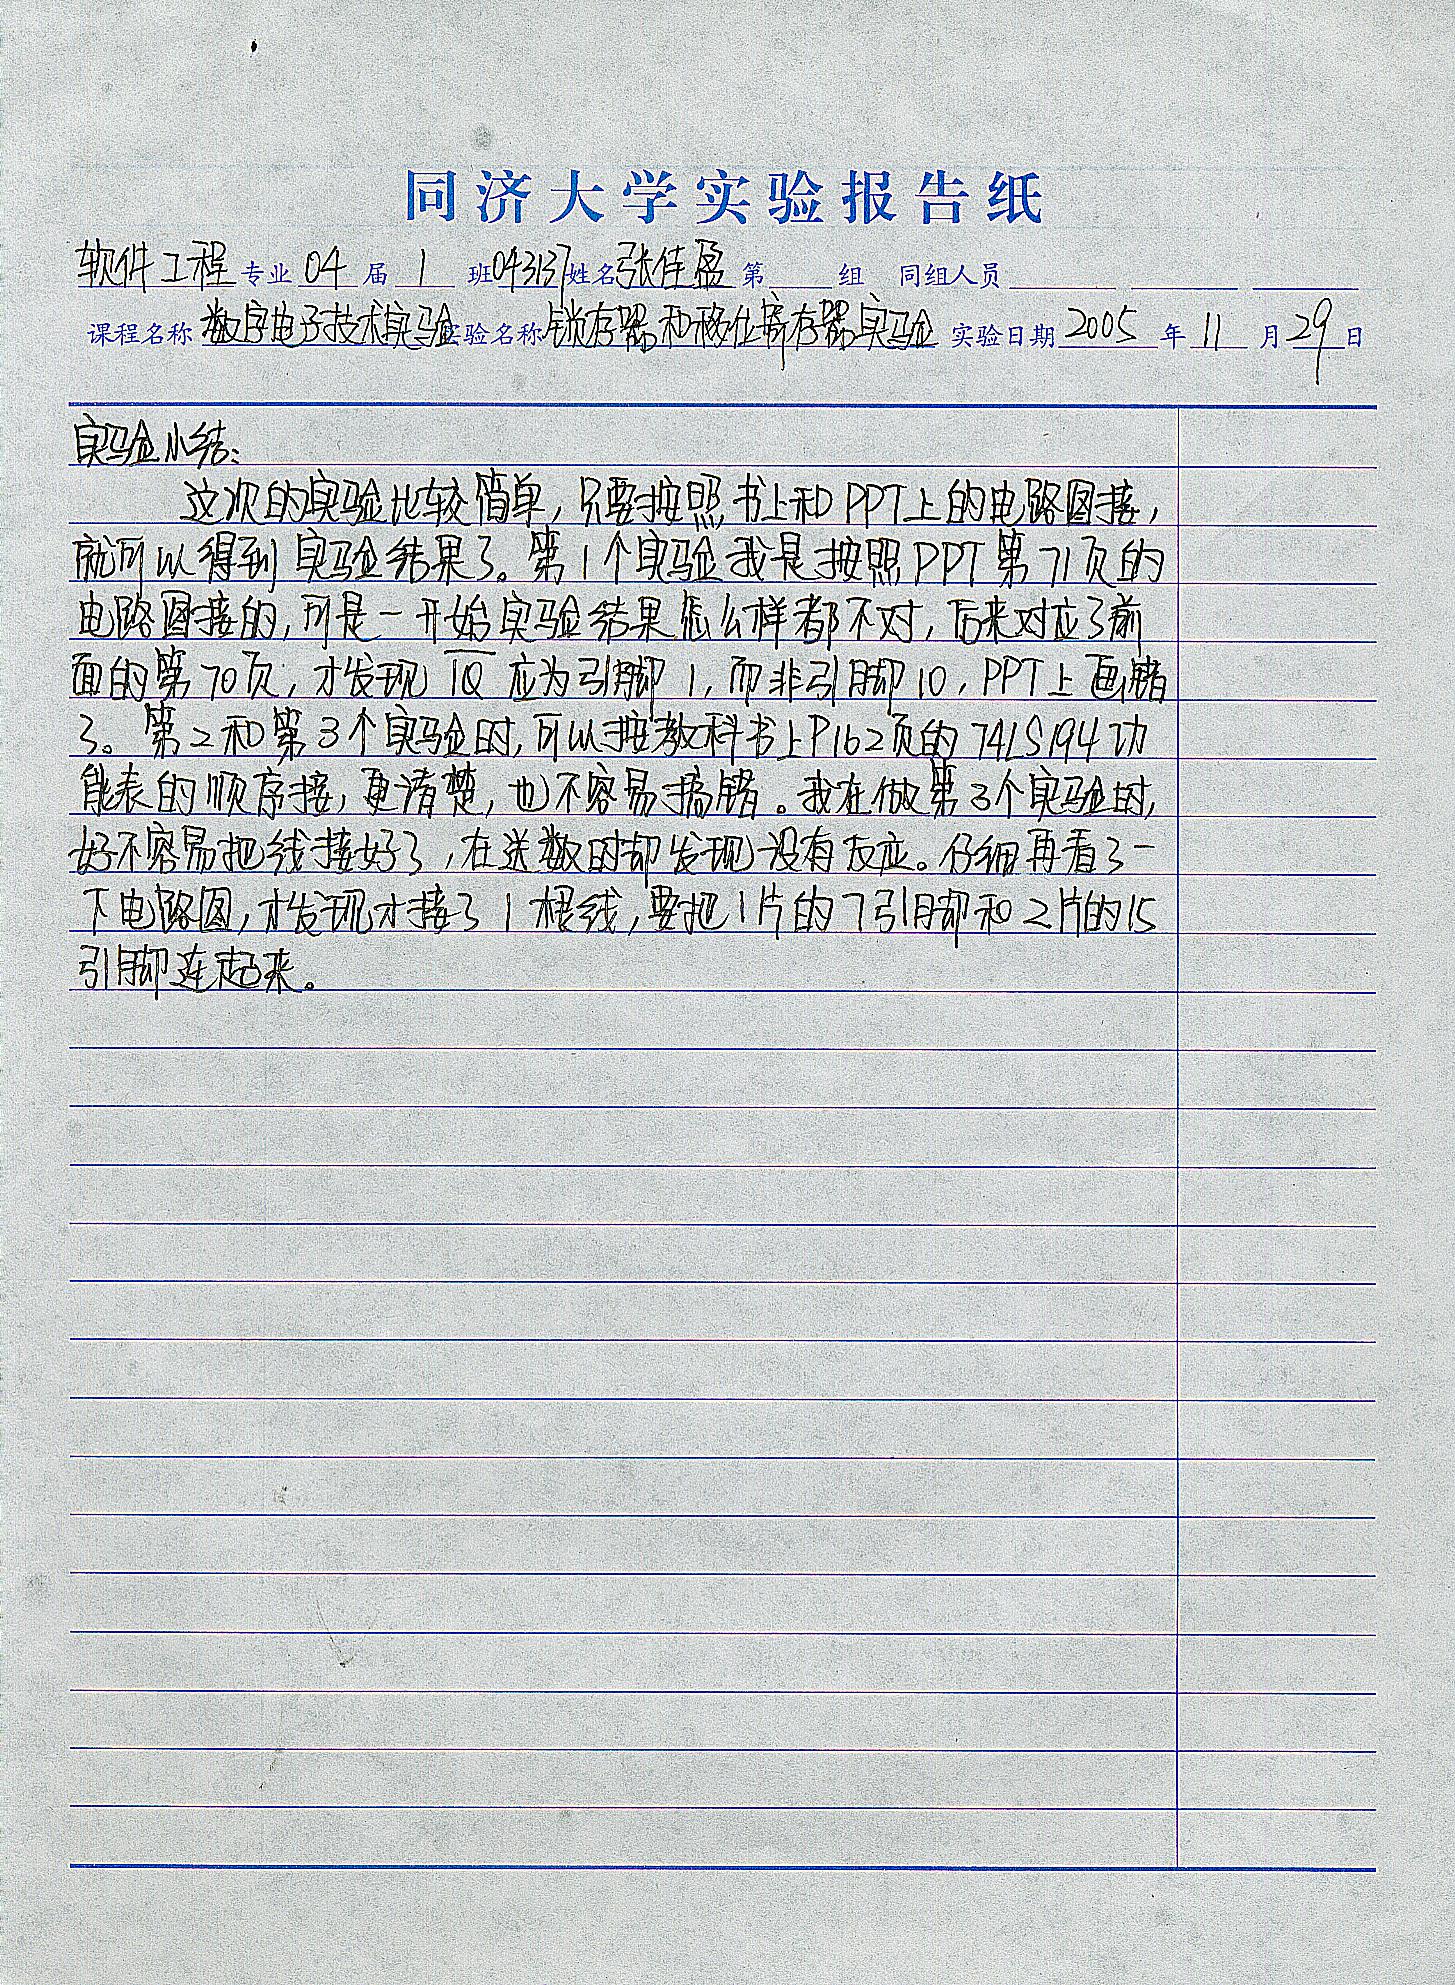 同济大学实验报告纸
软件工程 专业 04 届 1 班 043137 姓名 张佳盈 第 组 同组人员
课程名称 数字电子技术实验 实验名称 锁存器和移位寄存器实验 实验日期 2005 年 11 月 29 日
实验小结:
这次的实验比较简单,只要按照书上和PPT上的电路图接,
就可以得到实验结果了。第1个实验我是按照PPT第71页的
电路图接的,可是一开始实验结果怎么样都不对,后来对应了前
面的第70页,才发现 1Q̅ 应为引脚1,而非引脚10,PPT上画错
了。第2和第3个实验时,可以按教科书上P162页的74LS194功
能表的顺序接,更清楚,也不容易搞错。我在做第3个实验时,
好不容易把线接好了,在送数时却发现没有反应。仔细再看了一
下电路图,才发现才接了1根线,要把1片的7引脚和2片的15
引脚连起来。